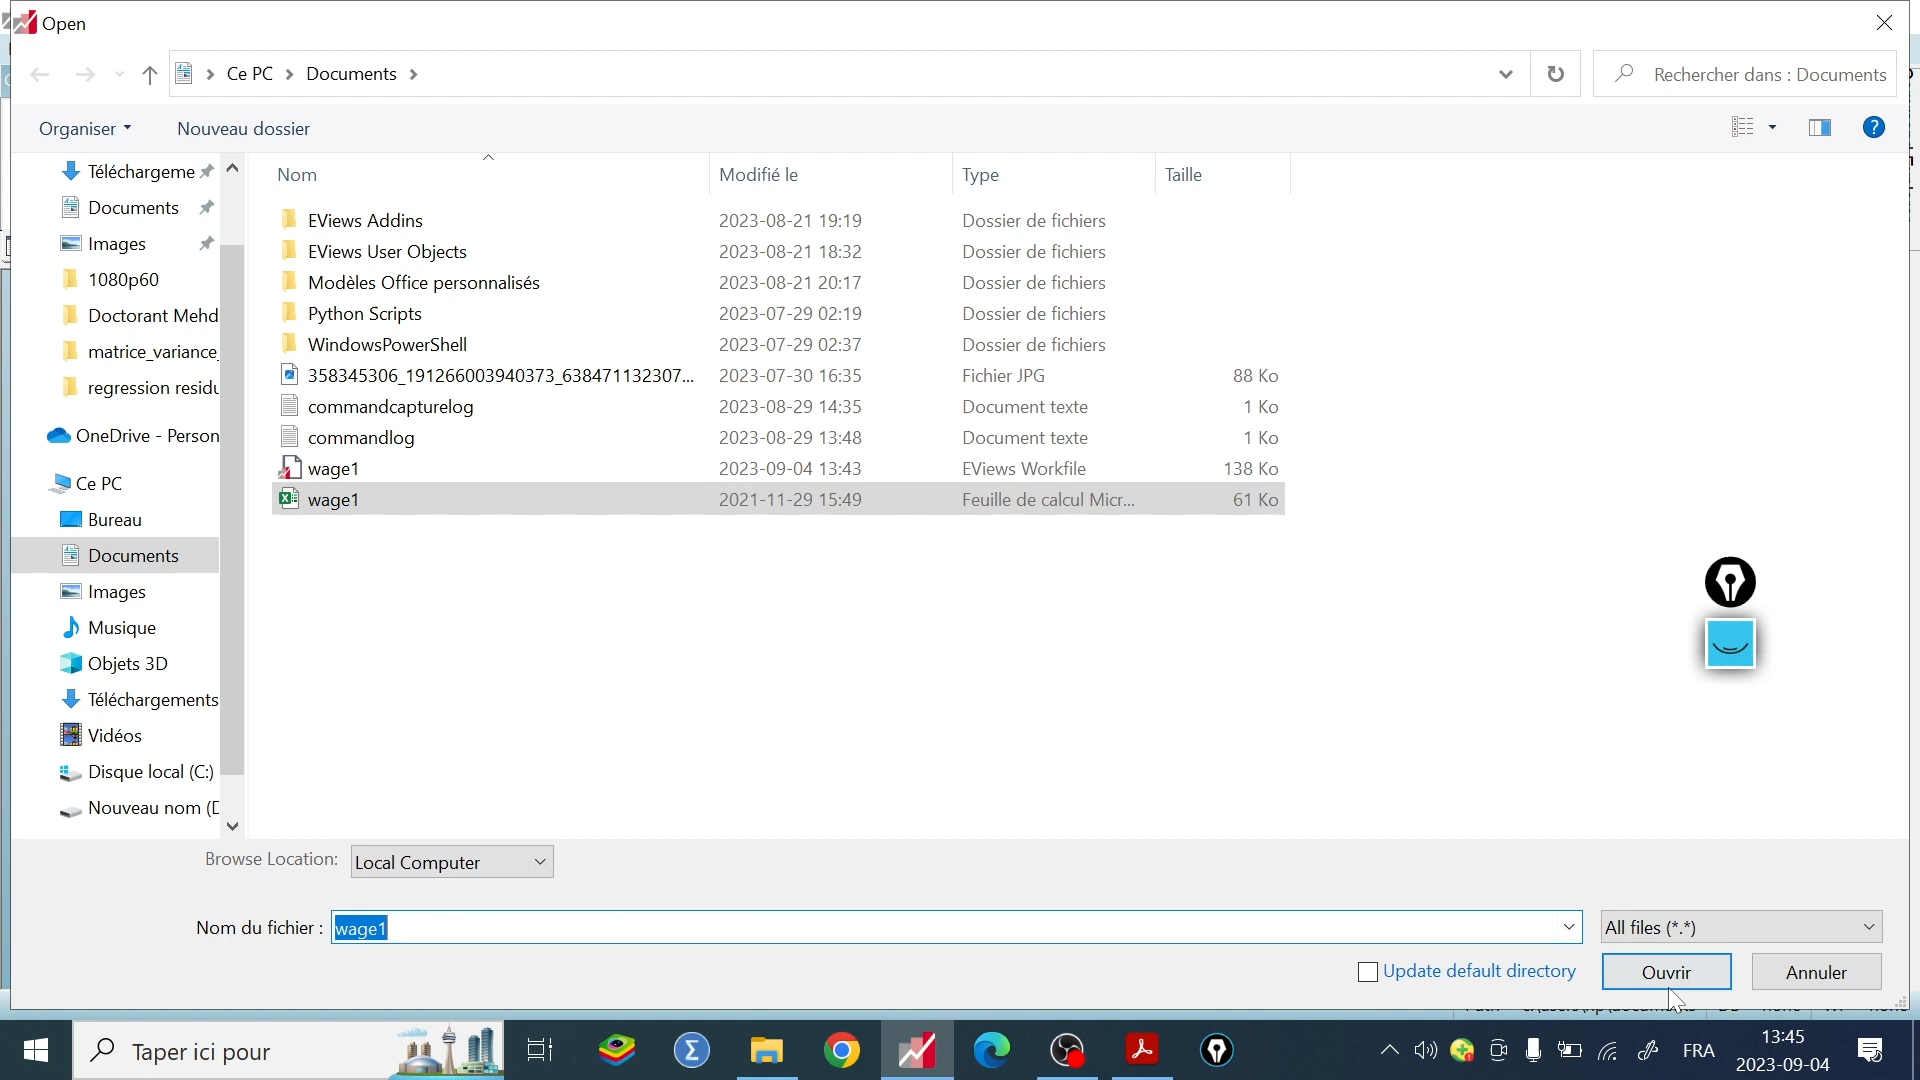 Open
Ce PC
Documents
Rechercher dans : Documents
Organiser
Nouveau dossier
Nom
Modifié le
Type
Taille
Téléchargeme
Documents
Images
1080p60
Doctorant Mehd
matrice_variance_
regression residu
OneDrive - Person
Ce PC
Bureau
Documents
Images
Musique
Objets 3D
Téléchargements
Vidéos
Disque local (C:)
Nouveau nom (D
EViews Addins 2023-08-21 19:19 Dossier de fichiers
EViews User Objects 2023-08-21 18:32 Dossier de fichiers
Modèles Office personnalisés 2023-08-21 20:17 Dossier de fichiers
Python Scripts 2023-07-29 02:19 Dossier de fichiers
WindowsPowerShell 2023-07-29 02:37 Dossier de fichiers
358345306_191266003940373_638471132307... 2023-07-30 16:35 Fichier JPG 88 Ko
commandcapturelog 2023-08-29 14:35 Document texte 1 Ko
commandlog 2023-08-29 13:48 Document texte 1 Ko
wage1 2023-09-04 13:43 EViews Workfile 138 Ko
wage1 2021-11-29 15:49 Feuille de calcul Micr... 61 Ko
Browse Location: Local Computer
Nom du fichier : wage1
All files (*.*)
Update default directory
Ouvrir
Annuler
Taper ici pour
FRA
13:45
2023-09-04